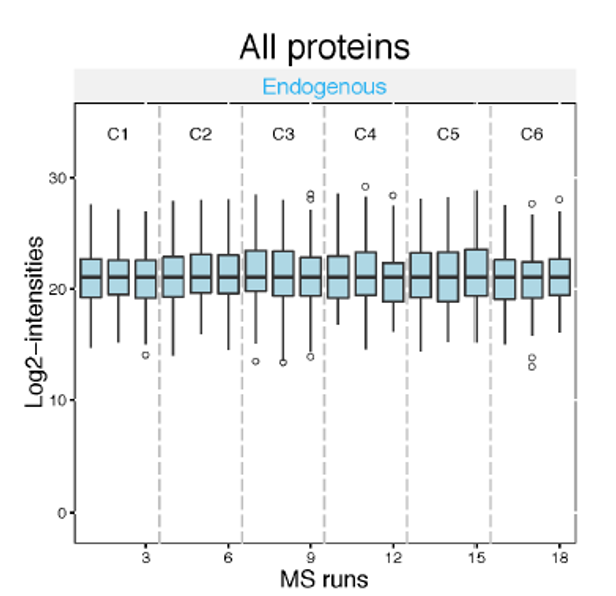 All proteins
Endogenous
C1 C2 C3 C4 C5 C6
30
20
10
0
Log2-intensities
3 6 9 12 15 18
MS runs